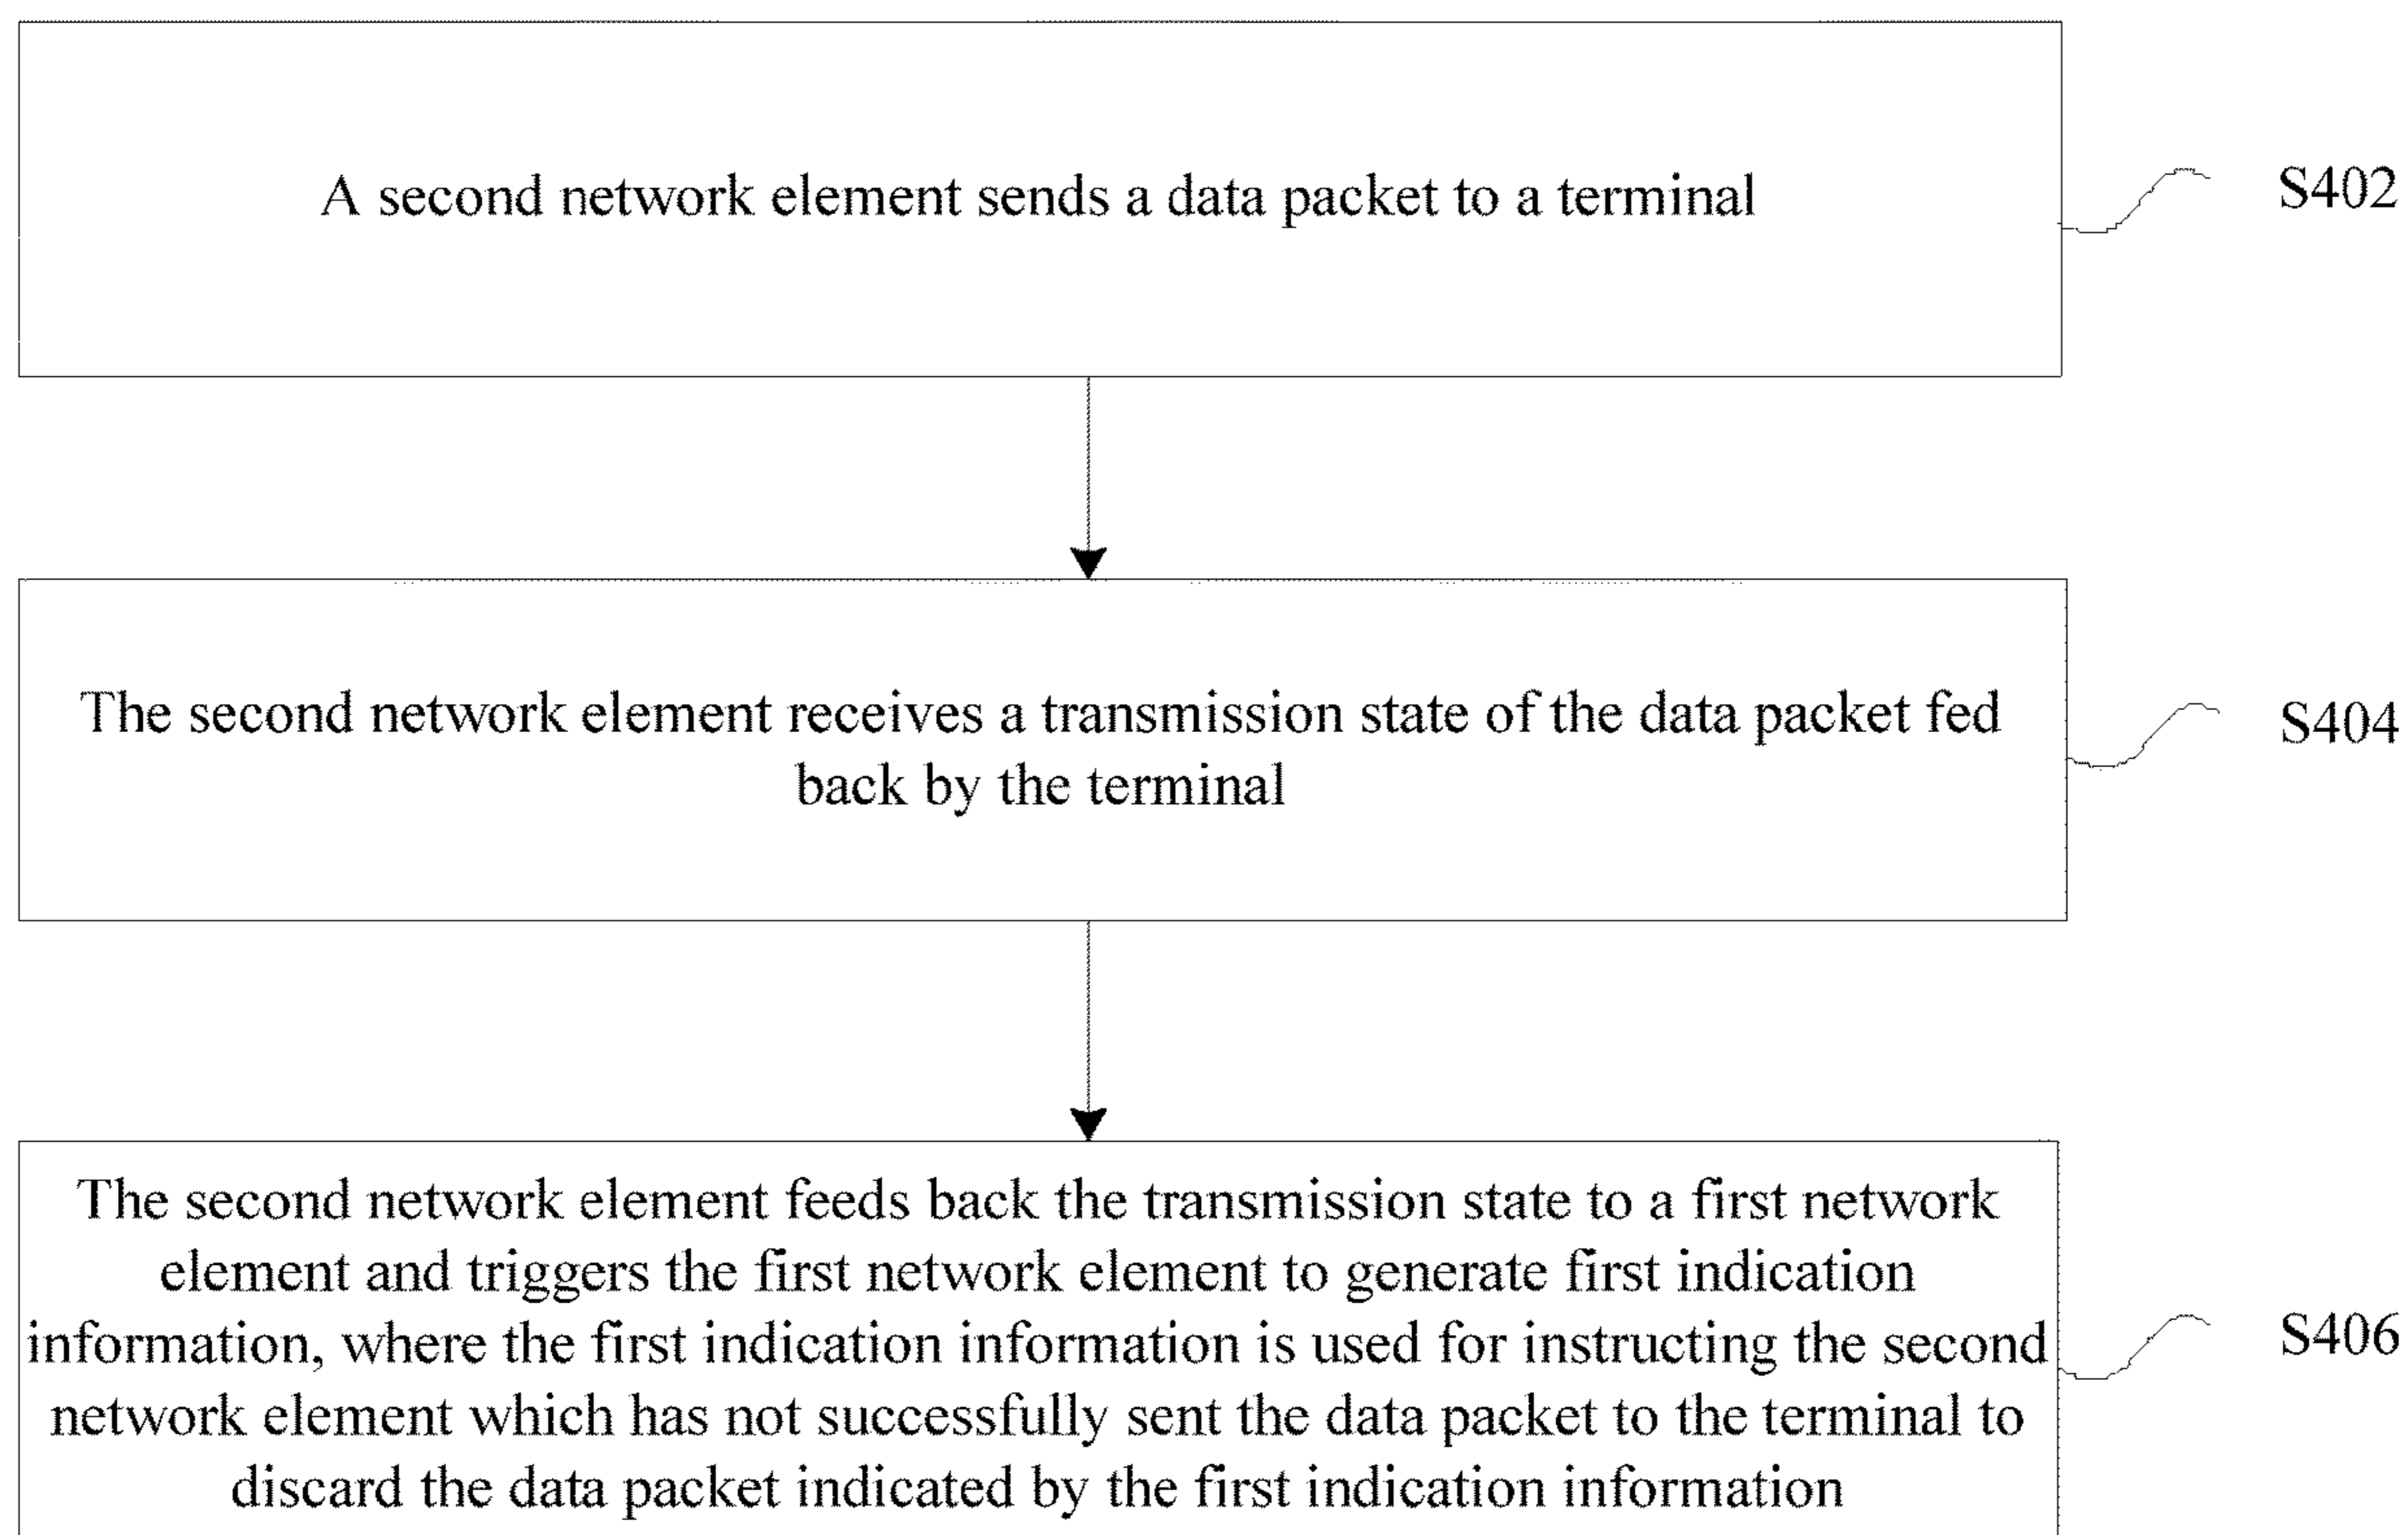 A second network element sends a data packet to a terminal
S402
The second network element receives a transmission state of the data packet fed
back by the terminal
S404
The second network element feeds back the transmission state to a first network
element and triggers the first network element to generate first indication
information, where the first indication information is used for instructing the second
network element which has not successfully sent the data packet to the terminal to
discard the data packet indicated by the first indication information
S406